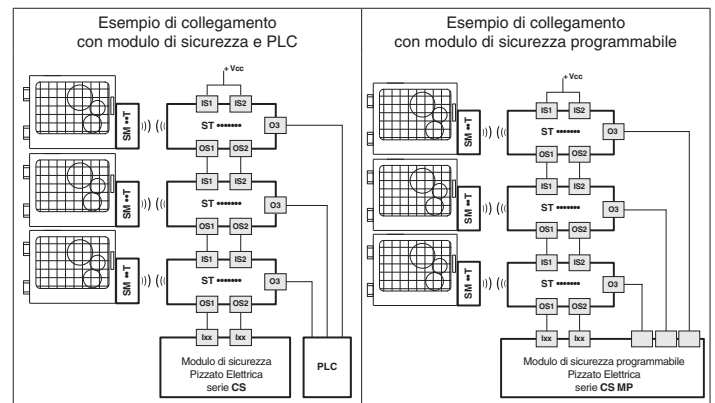 Esempio di collegamento
con modulo di sicurezza e PLC
+ Vcc
IS1 IS2
SM ••T
ST •••••••
O3
OS1 OS2
IS1 IS2
SM ••T
ST •••••••
O3
OS1 OS2
IS1 IS2
SM ••T
ST •••••••
O3
OS1 OS2
Ixx Ixx
Modulo di sicurezza
Pizzato Elettrica
serie CS
PLC
Esempio di collegamento
con modulo di sicurezza programmabile
+ Vcc
IS1 IS2
SM ••T
ST •••••••
O3
OS1 OS2
IS1 IS2
SM ••T
ST •••••••
O3
OS1 OS2
IS1 IS2
SM ••T
ST •••••••
O3
OS1 OS2
Ixx Ixx
Modulo di sicurezza programmabile
Pizzato Elettrica
serie CS MP